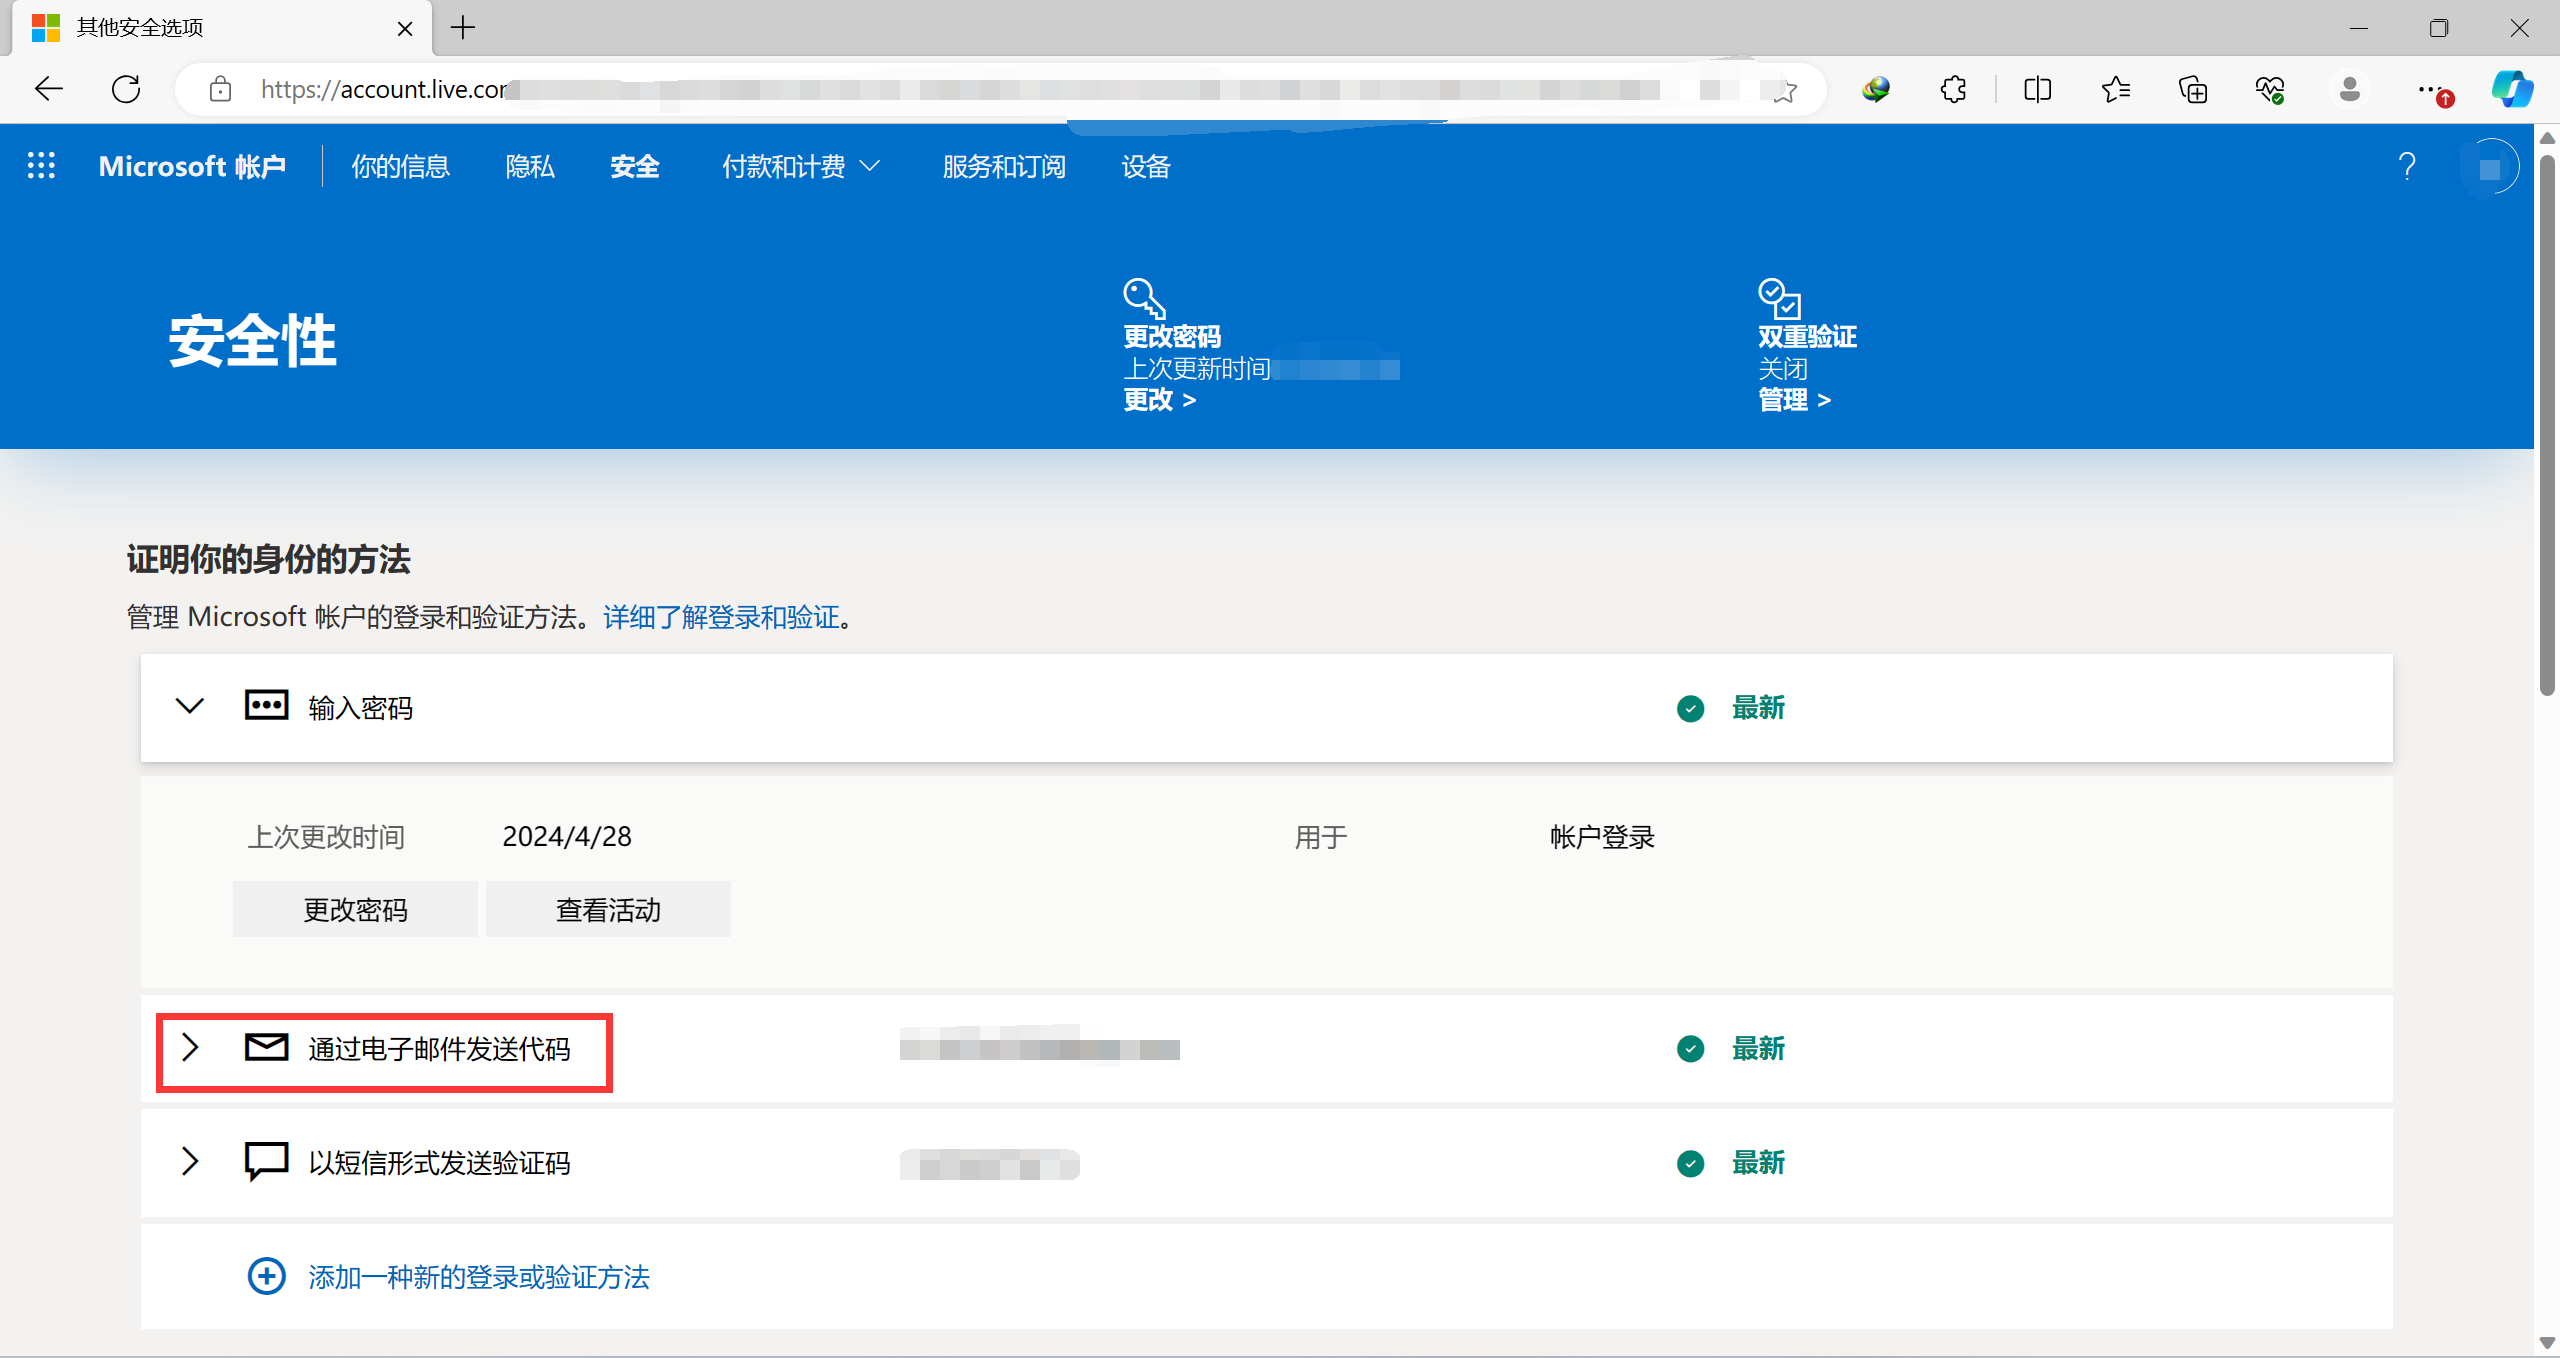 其他安全选项
https://account.live.co
Microsoft 帐户
你的信息
隐私
安全
付款和计费
服务和订阅
设备
?
安全性
更改密码
上次更新时间
更改 >
双重验证
关闭
管理 >
证明你的身份的方法
管理 Microsoft 帐户的登录和验证方法。详细了解登录和验证。
输入密码
最新
上次更改时间
2024/4/28
用于
帐户登录
更改密码
查看活动
通过电子邮件发送代码
最新
以短信形式发送验证码
最新
添加一种新的登录或验证方法